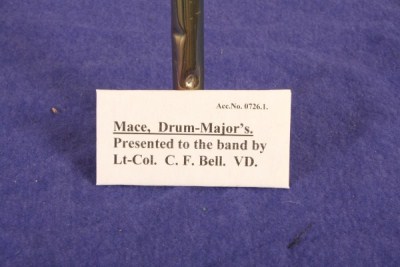 Acc.No. 0726.1.
Mace, Drum-Major's.
Presented to the band by
Lt-Col. C. F. Bell. VD.